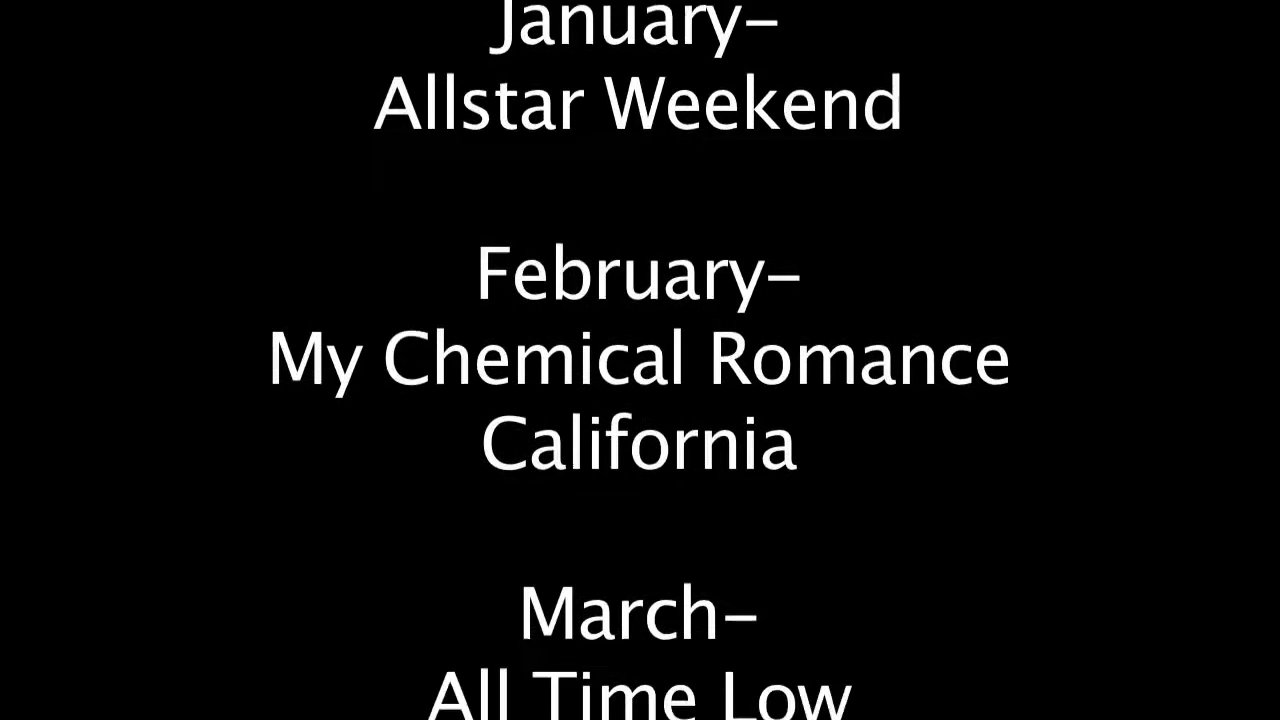 January-
Allstar Weekend
February-
My Chemical Romance
California
March-
All Time Low